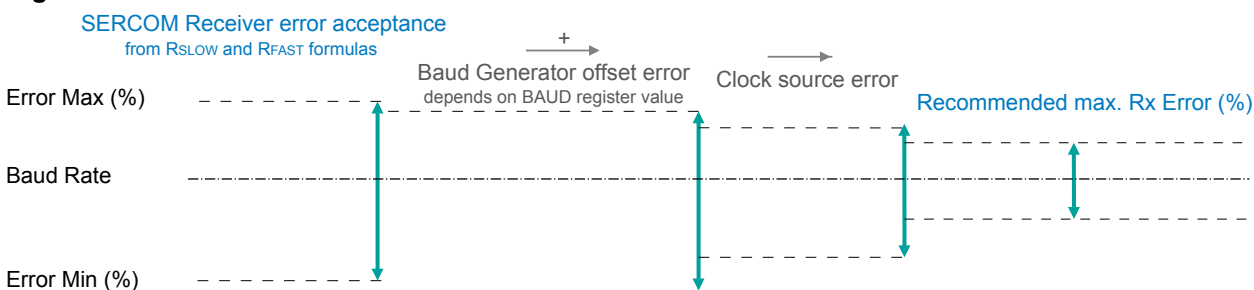 SERCOM Receiver error acceptance
from RSLOW and RFAST formulas
+
Baud Generator offset error
depends on BAUD register value
Clock source error
Recommended max. Rx Error (%)
Error Max (%)
Baud Rate
Error Min (%)